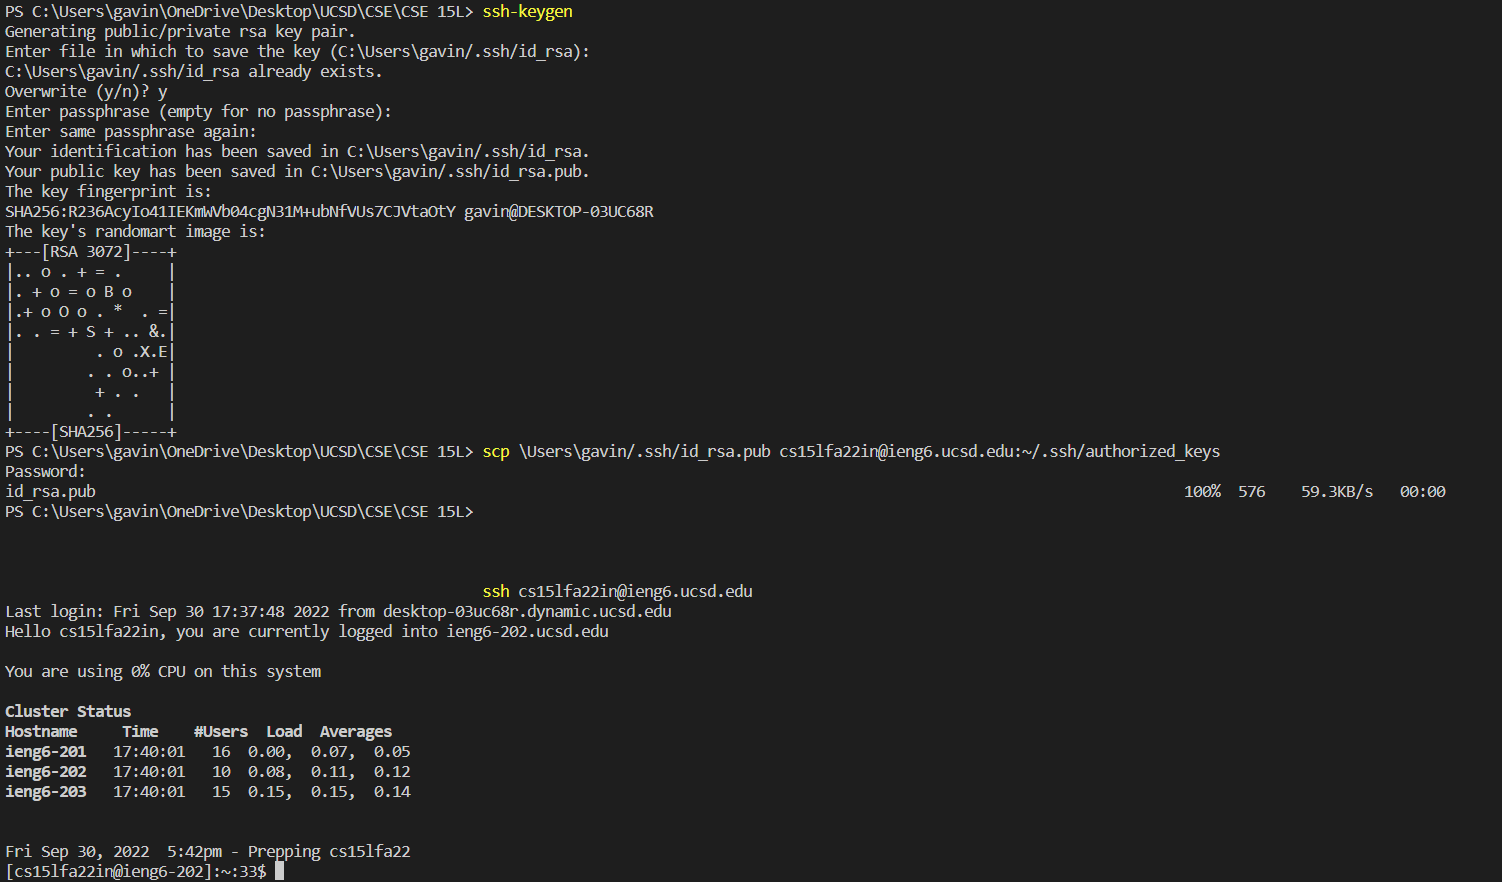 PS C:\Users\gavin\OneDrive\Desktop\UCSD\CSE\CSE 15L> ssh-keygen
Generating public/private rsa key pair.
Enter file in which to save the key (C:\Users\gavin/.ssh/id_rsa):
C:\Users\gavin/.ssh/id_rsa already exists.
Overwrite (y/n)? y
Enter passphrase (empty for no passphrase):
Enter same passphrase again:
Your identification has been saved in C:\Users\gavin/.ssh/id_rsa.
Your public key has been saved in C:\Users\gavin/.ssh/id_rsa.pub.
The key fingerprint is:
SHA256:R236AcyIo41IEKmWVb04cgN31M+ubNfVUs7CJVtaOtY gavin@DESKTOP-03UC68R
The key's randomart image is:
+---[RSA 3072]----+
|.. o . + = .     |
|. + o = o B o    |
|.+ o O o . *  . =|
|. . = + S + .. &.|
|         . o .X.E|
|        . . o..+ |
|         + . .   |
|        . .      |
+----[SHA256]-----+
PS C:\Users\gavin\OneDrive\Desktop\UCSD\CSE\CSE 15L> scp \Users\gavin/.ssh/id_rsa.pub cs15lfa22in@ieng6.ucsd.edu:~/.ssh/authorized_keys
Password:
id_rsa.pub 100% 576 59.3KB/s 00:00
PS C:\Users\gavin\OneDrive\Desktop\UCSD\CSE\CSE 15L>
ssh cs15lfa22in@ieng6.ucsd.edu
Last login: Fri Sep 30 17:37:48 2022 from desktop-03uc68r.dynamic.ucsd.edu
Hello cs15lfa22in, you are currently logged into ieng6-202.ucsd.edu
You are using 0% CPU on this system
Cluster Status
Hostname     Time    #Users  Load  Averages
ieng6-201   17:40:01   16  0.00,  0.07,  0.05
ieng6-202   17:40:01   10  0.08,  0.11,  0.12
ieng6-203   17:40:01   15  0.15,  0.15,  0.14
Fri Sep 30, 2022  5:42pm - Prepping cs15lfa22
[cs15lfa22in@ieng6-202]:~:33$